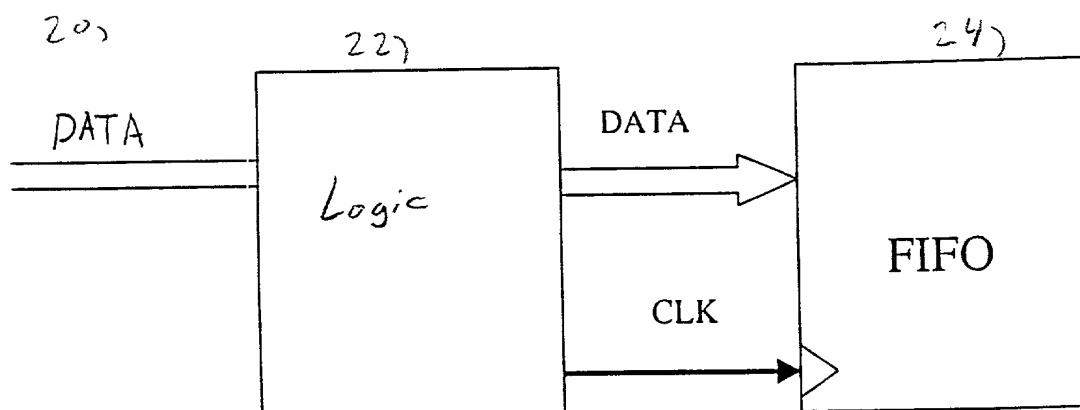 20)
22)
24)
DATA
DATA
Logic
FIFO
CLK